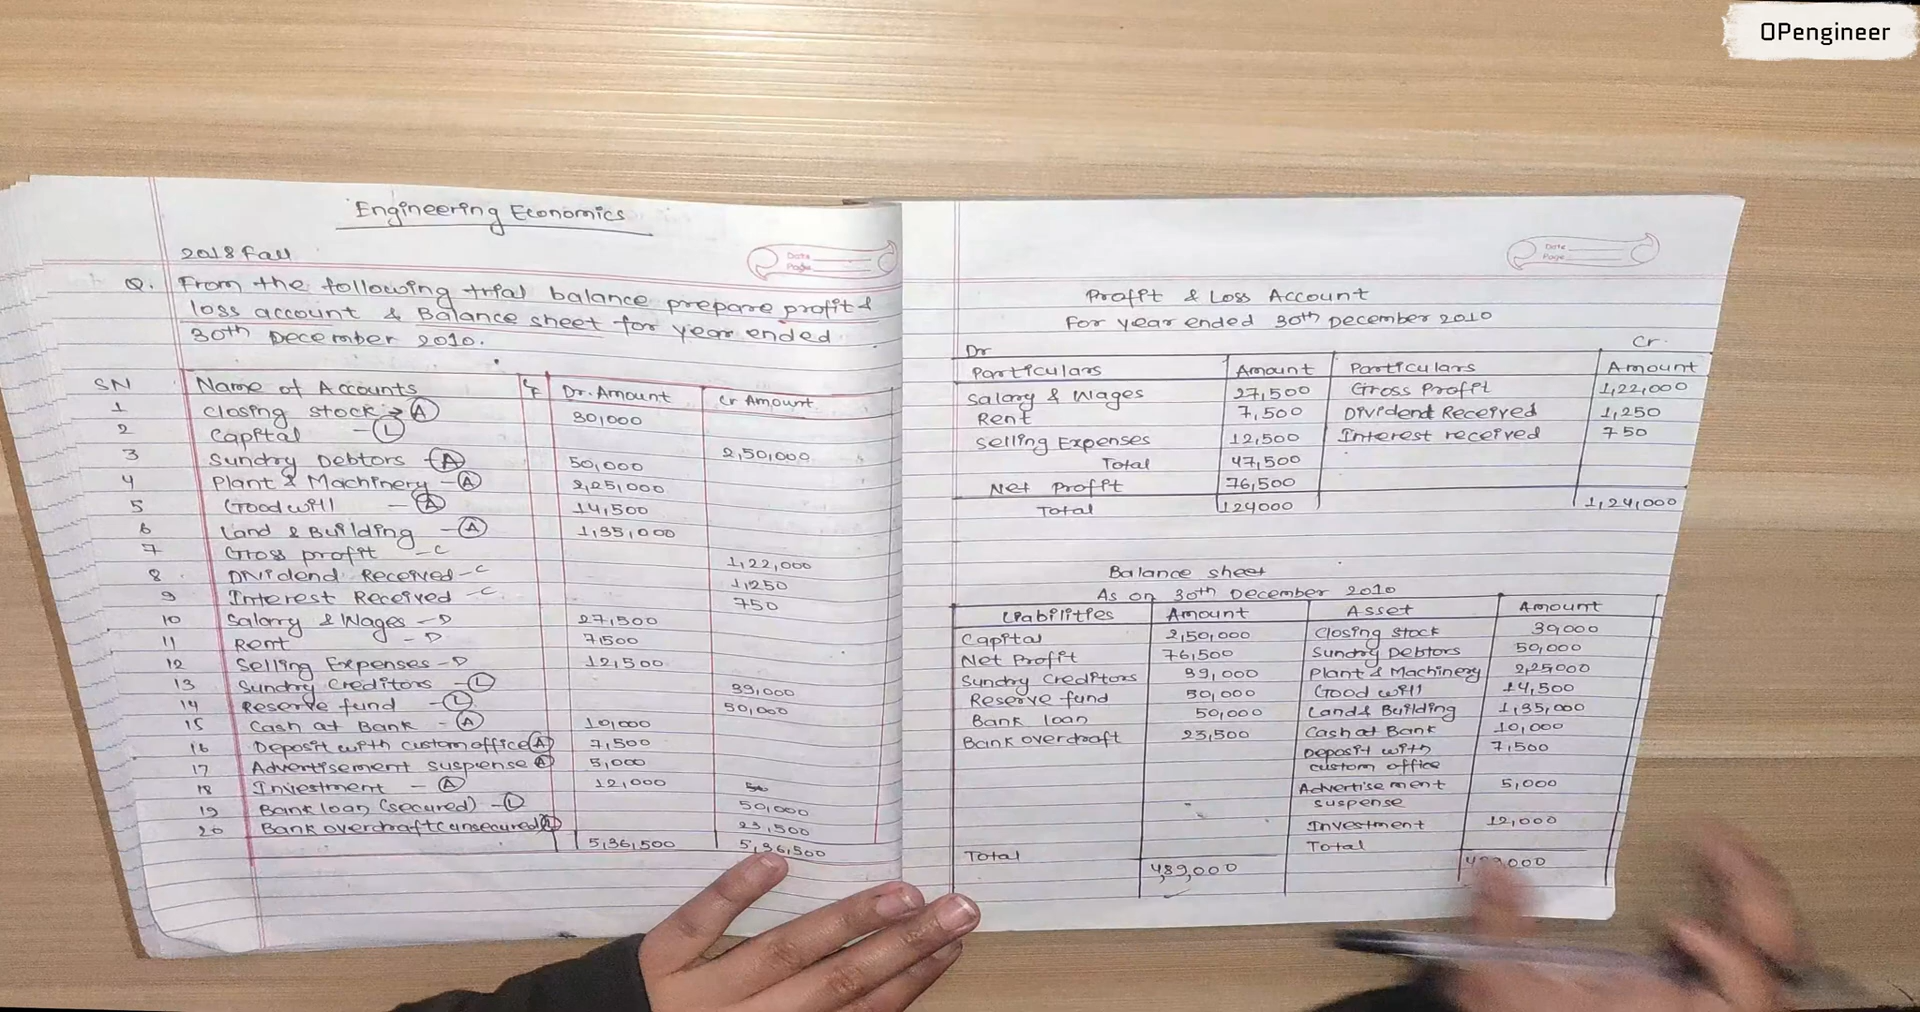 OPengineer
Engineering Economics
2018 Fall
Date
Page
Q. From the following trial balance prepare profit &
loss account & Balance sheet for year ended
30th December 2010.
SN Name of Accounts Dr. Amount Cr Amount
1 Closing stock → A 30,000
2 Capital - L 2,50,000
3 Sundry Debtors - A 50,000
4 Plant & Machinery - A 2,25,000
5 Goodwill - A 14,500
6 Land & Building - A 1,35,000
7 Gross profit - C 1,22,000
8 Dividend Received - C 1,250
9 Interest Received - C 750
10 Salary & Wages - D 27,500
11 Rent - D 7,500
12 Selling Expenses - D 12,500
13 Sundry Creditors - L 39,000
14 Reserve fund - L 50,000
15 Cash at Bank - A 10,000
16 Deposit with custom office A 7,500
17 Advertisement suspense A 5,000
18 Investment - A 12,000
19 Bank loan (secured) - L 50,000
20 Bank overdraft (unsecured) 23,500
5,36,500 5,36,500
Date
Page
Profit & Loss Account
For year ended 30th December 2010
Dr Cr.
Particulars Amount Particulars Amount
Salary & Wages 27,500 Gross Profit 1,22,000
Rent 7,500 Dividend Received 1,250
Selling Expenses 12,500 Interest received 750
Total 47,500
Net Profit 76,500
Total 124000 1,24,000
Balance sheet
As on 30th December 2010
Liabilities Amount Asset Amount
Capital 2,50,000 Closing stock 39,000
Net Profit 76,500 Sundry Debtors 50,000
Sundry Creditors 39,000 Plant & Machinery 2,25,000
Reserve fund 50,000 Good will 14,500
Bank loan 50,000 Land & Building 1,35,000
Bank overdraft 23,500 Cash at Bank 10,000
Deposit with 7,500
custom office
Advertisement 5,000
suspense
Investment 12,000
Total 489,000 Total